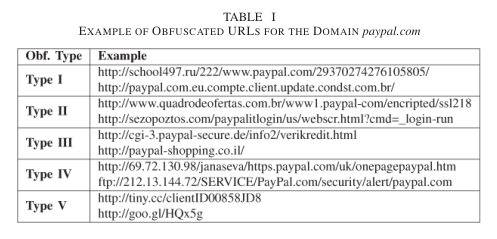 TABLE I
EXAMPLE OF OBFUSCATED URLS FOR THE DOMAIN paypal.com
Obf. Type Example
Type I http://school497.ru/222/www.paypal.com/29370274276105805/
http://paypal.com.eu.compte.client.update.condst.com.br/
Type II http://www.quadrodeofertas.com.br/www1.paypal-com/encripted/ssl218
http://sezopoztos.com/paypalitlogin/us/webscr.html?cmd=_login-run
Type III http://cgi-3.paypal-secure.de/info2/verikredit.html
http://paypal-shopping.co.il/
Type IV http://69.72.130.98/janaseva/https.paypal.com/uk/onepagepaypal.htm
ftp://212.13.144.72/SERVICE/PayPal.com/security/alert/paypal.com
Type V http://tiny.cc/clientID00858JD8
http://goo.gl/HQx5g